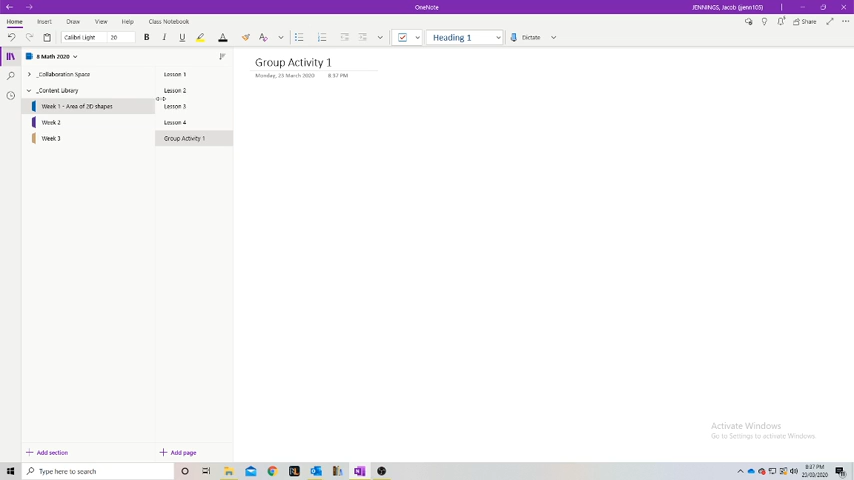 OneNote
JENNINGS, Jacob (jjenn105)
Home Insert Draw View Help Class Notebook
Share
Calibri Light 20 B I U A Heading 1 Dictate
8 Math 2020
_Collaboration Space
_Content Library
Week 1 - Area of 2D shapes
Week 2
Week 3
Lesson 1
Lesson 2
Lesson 3
Lesson 4
Group Activity 1
Group Activity 1
Monday, 23 March 2020 8:37 PM
Activate Windows
Go to Settings to activate Windows.
+ Add section
+ Add page
Type here to search
8:37 PM
23/03/2020